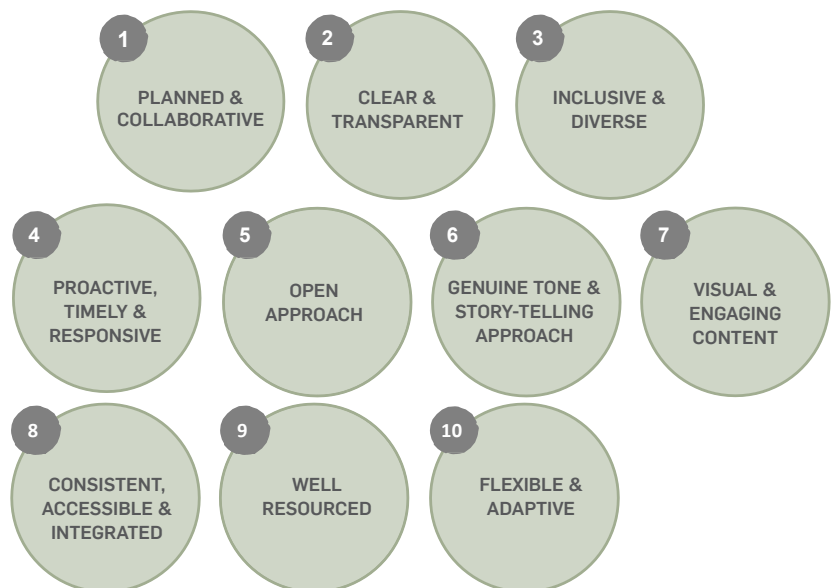 1
PLANNED &
COLLABORATIVE
2
CLEAR &
TRANSPARENT
3
INCLUSIVE &
DIVERSE
4
PROACTIVE,
TIMELY &
RESPONSIVE
5
OPEN
APPROACH
6
GENUINE TONE &
STORY-TELLING
APPROACH
7
VISUAL &
ENGAGING
CONTENT
8
CONSISTENT,
ACCESSIBLE &
INTEGRATED
9
WELL
RESOURCED
10
FLEXIBLE &
ADAPTIVE